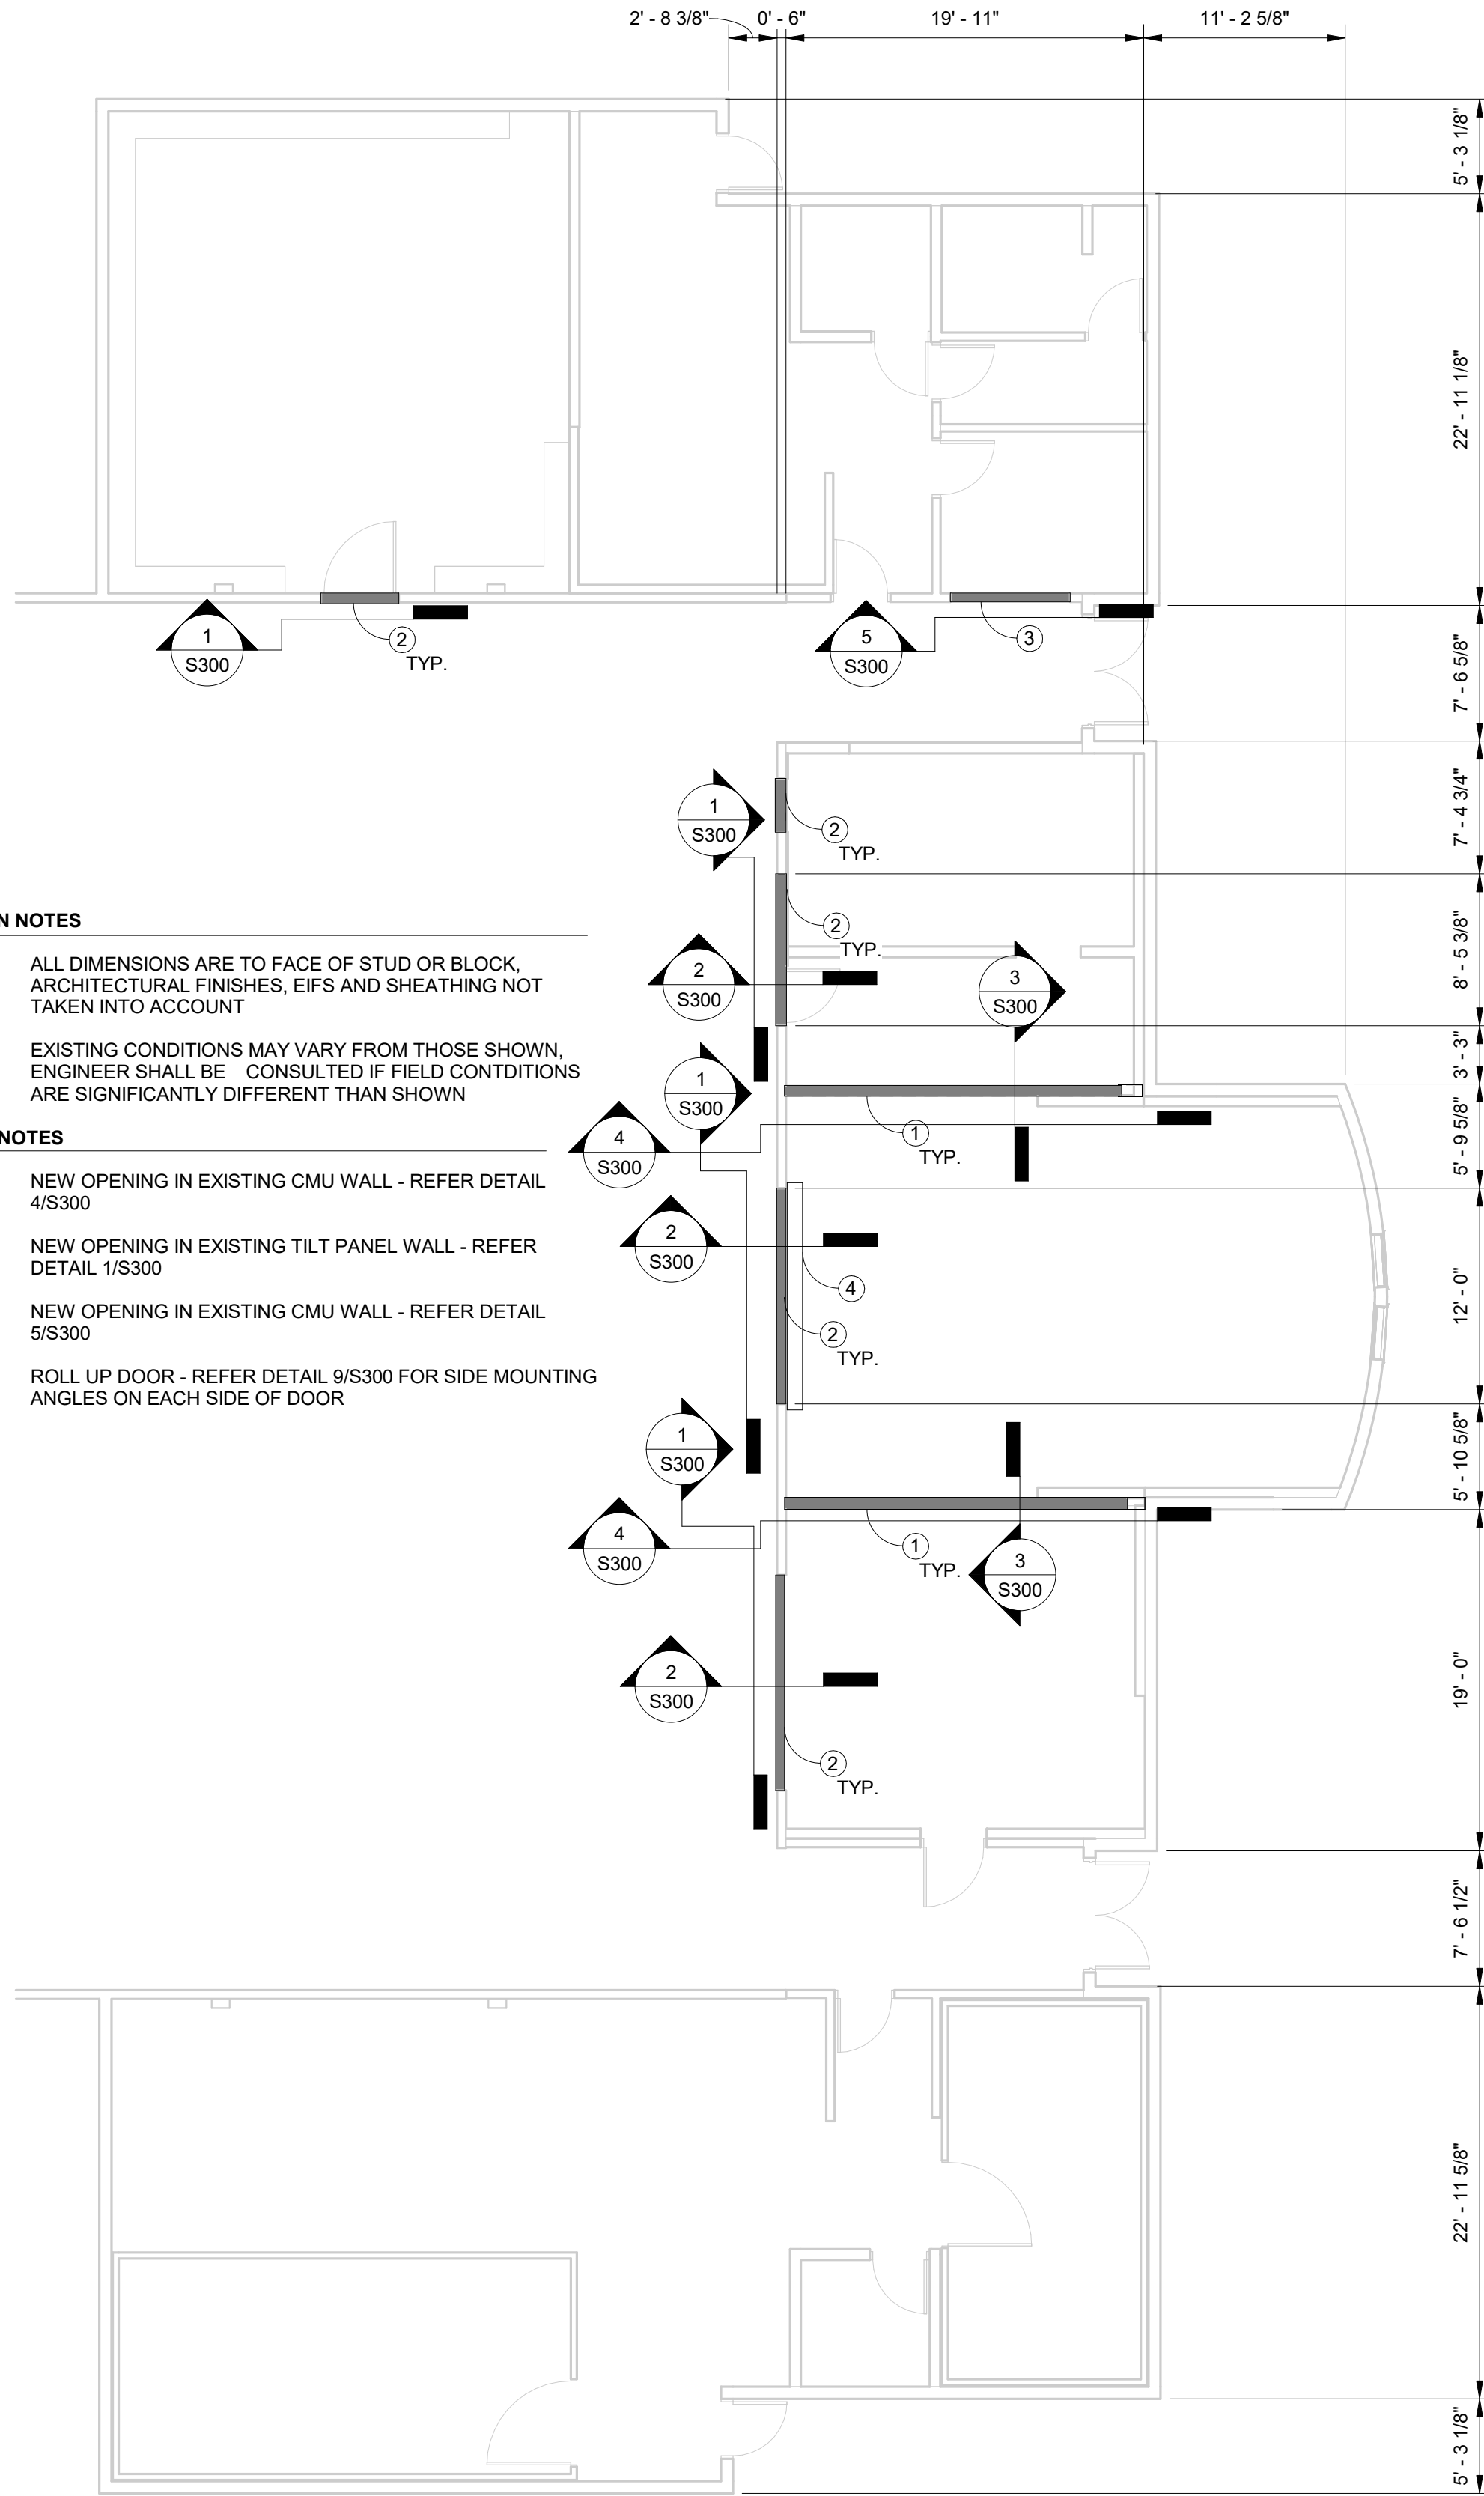 2' - 8 3/8" 0' - 6" 19' - 11" 11' - 2 5/8"
5' - 3 1/8"
22' - 11 1/8"
7' - 6 5/8"
7' - 4 3/4"
8' - 5 3/8"
3' - 3"
5' - 9 5/8"
12' - 0"
5' - 10 5/8"
19' - 0"
7' - 6 1/2"
22' - 11 5/8"
5' - 3 1/8"
1
S300
2
TYP.
5
S300
3
1
S300
2
TYP.
2
TYP.
2
S300
3
S300
1
S300
4
S300
1
TYP.
2
S300
4
2
TYP.
1
S300
4
S300
1
TYP.
3
S300
2
S300
2
TYP.
N NOTES
ALL DIMENSIONS ARE TO FACE OF STUD OR BLOCK,
ARCHITECTURAL FINISHES, EIFS AND SHEATHING NOT
TAKEN INTO ACCOUNT
EXISTING CONDITIONS MAY VARY FROM THOSE SHOWN,
ENGINEER SHALL BE CONSULTED IF FIELD CONTDITIONS
ARE SIGNIFICANTLY DIFFERENT THAN SHOWN
NOTES
NEW OPENING IN EXISTING CMU WALL - REFER DETAIL
4/S300
NEW OPENING IN EXISTING TILT PANEL WALL - REFER
DETAIL 1/S300
NEW OPENING IN EXISTING CMU WALL - REFER DETAIL
5/S300
ROLL UP DOOR - REFER DETAIL 9/S300 FOR SIDE MOUNTING
ANGLES ON EACH SIDE OF DOOR